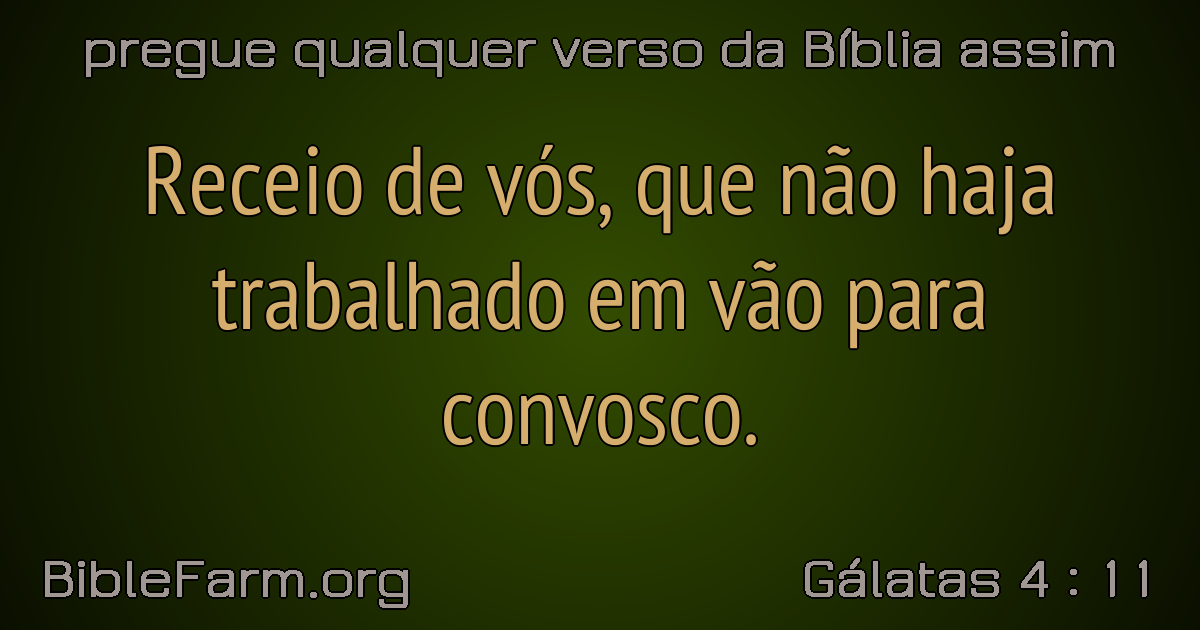 pregue qualquer verso da Bíblia assim
Receio de vós, que não haja
trabalhado em vão para
convosco.
BibleFarm.org
Gálatas 4 : 11